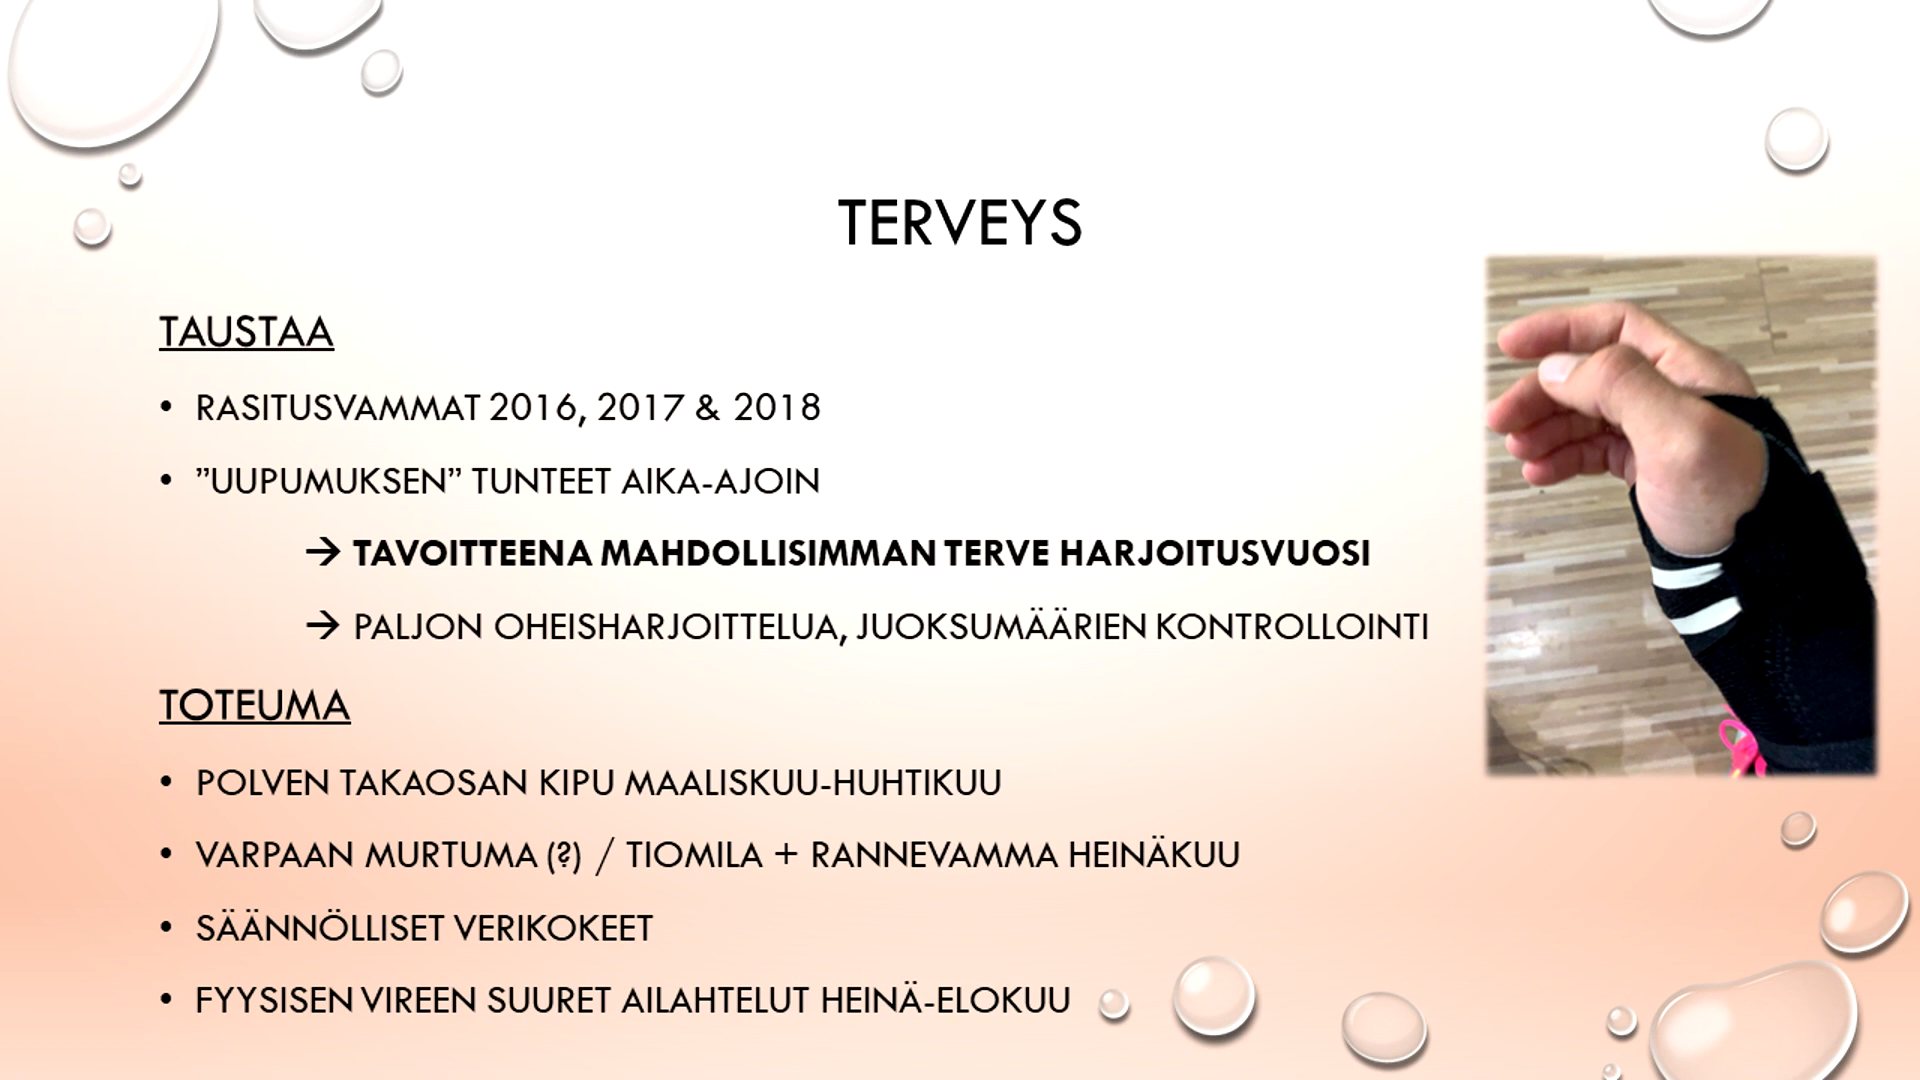 TERVEYS
TAUSTAA
• RASITUSVAMMAT 2016, 2017 & 2018
• ”UUPUMUKSEN” TUNTEET AIKA-AJOIN
→ TAVOITTEENA MAHDOLLISIMMAN TERVE HARJOITUSVUOSI
→ PALJON OHEISHARJOITTELUA, JUOKSUMÄÄRIEN KONTROLLOINTI
TOTEUMA
• POLVEN TAKAOSAN KIPU MAALISKUU-HUHTIKUU
• VARPAAN MURTUMA (?) / TIOMILA + RANNEVAMMA HEINÄKUU
• SÄÄNNÖLLISET VERIKOKEET
• FYYSISEN VIREEN SUURET AILAHTELUT HEINÄ-ELOKUU